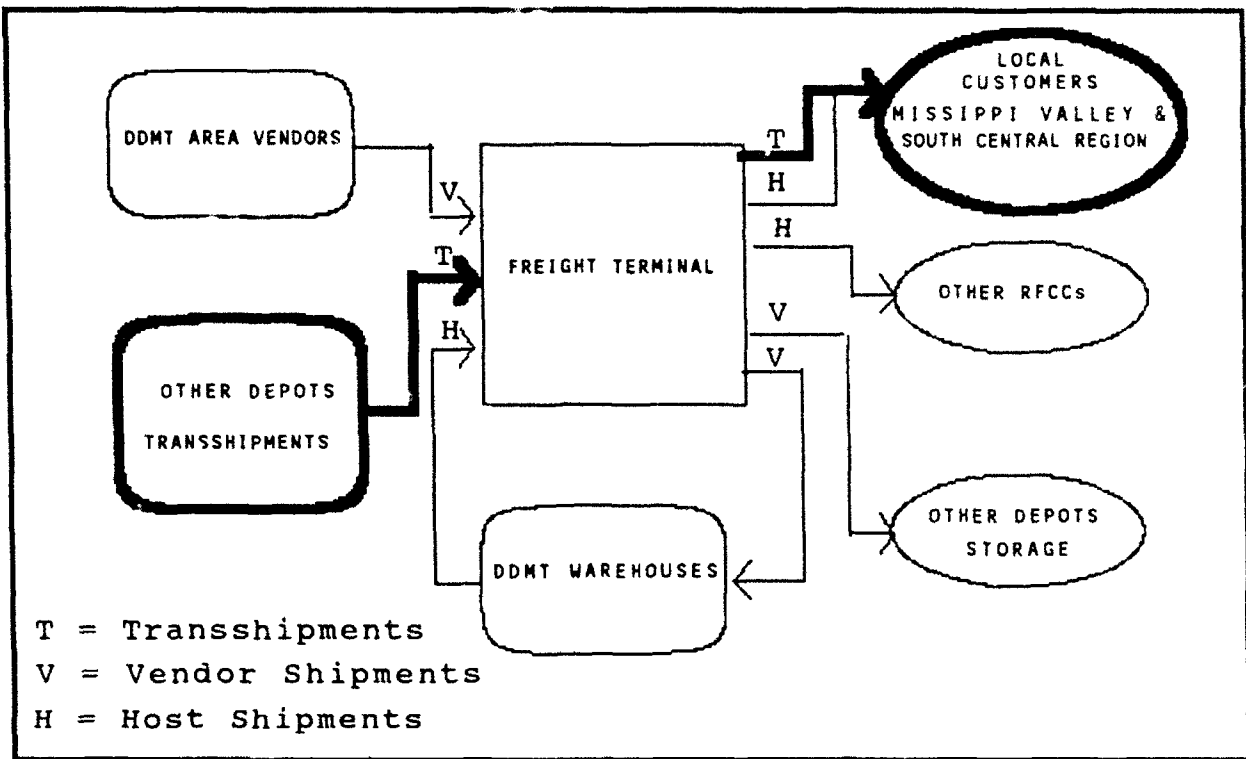 LOCAL
CUSTOMERS
MISSIPPI VALLEY &
SOUTH CENTRAL REGION
DDMT AREA VENDORS
T
H
V
H
T
FREIGHT TERMINAL
OTHER RFCCs
V
H
V
OTHER DEPOTS
TRANSSHIPMENTS
OTHER DEPOTS
STORAGE
DDMT WAREHOUSES
T = Transshipments
V = Vendor Shipments
H = Host Shipments